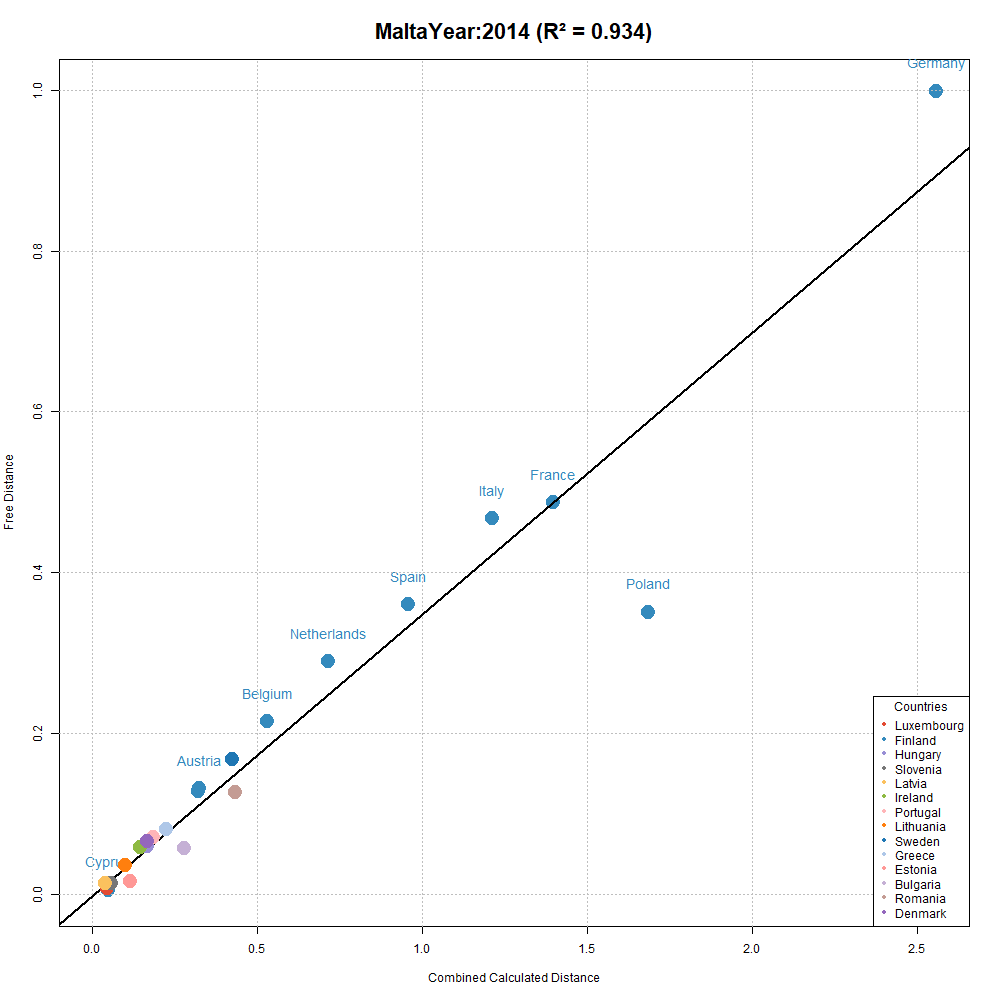 MaltaYear:2014 (R² = 0.934)
Germany
France
Italy
Poland
Spain
Netherlands
Belgium
Austria
Cypru
1.0
0.8
0.6
0.4
0.2
0.0
Free Distance
0.0 0.5 1.0 1.5 2.0 2.5
Combined Calculated Distance
Countries
Luxembourg
Finland
Hungary
Slovenia
Latvia
Ireland
Portugal
Lithuania
Sweden
Greece
Estonia
Bulgaria
Romania
Denmark